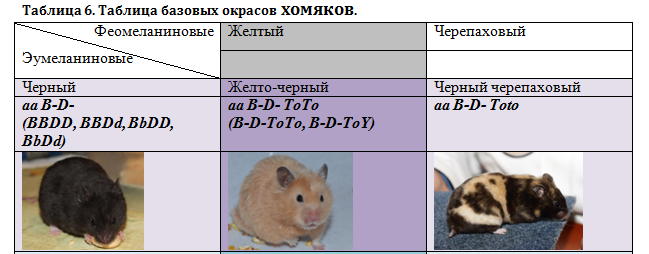 Таблица 6. Таблица базовых окрасов ХОМЯКОВ.
Феомеланиновые
Эумеланиновые
Желтый
Черепаховый
Черный
Желто-черный
Черный черепаховый
aa B-D-
(BBDD, BBDd, BbDD,
BbDd)
aa B-D- ToTo
(B-D-ToTo, B-D-ToY)
aa B-D- Toto